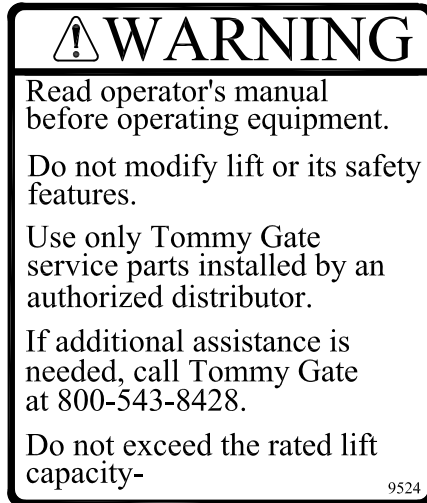 WARNING
Read operator's manual
before operating equipment.
Do not modify lift or its safety
features.
Use only Tommy Gate
service parts installed by an
authorized distributor.
If additional assistance is
needed, call Tommy Gate
at 800-543-8428.
Do not exceed the rated lift
capacity-
9524